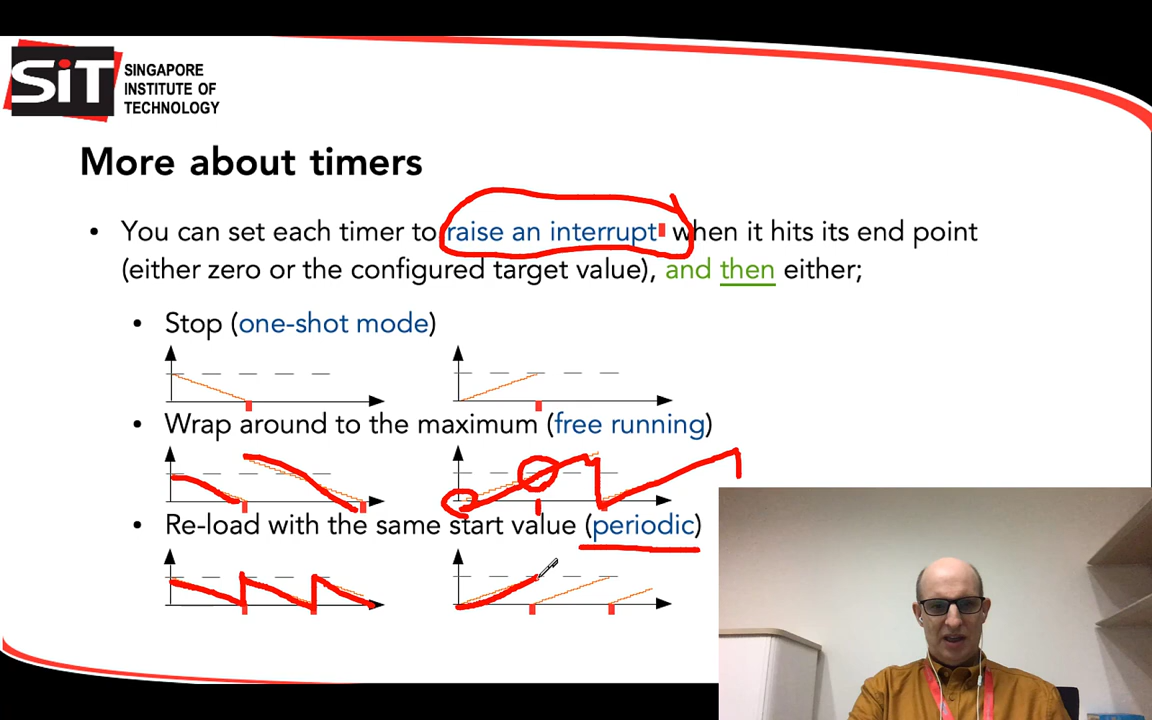 SiT
SINGAPORE
INSTITUTE OF
TECHNOLOGY
More about timers
• You can set each timer to raise an interrupt when it hits its end point
(either zero or the configured target value), and then either;
• Stop (one-shot mode)
• Wrap around to the maximum (free running)
• Re-load with the same start value (periodic)